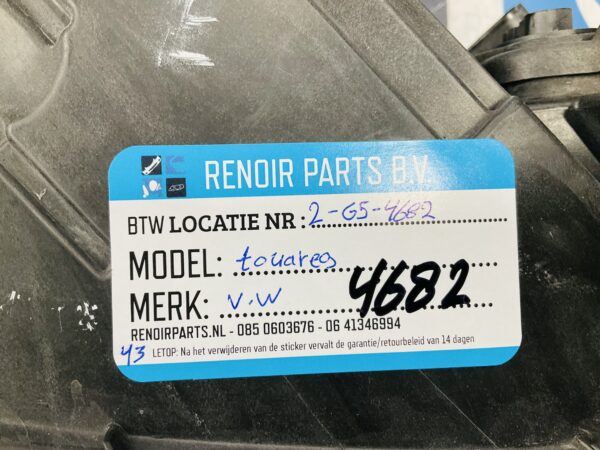 RENOIR PARTS B.V.
BTW LOCATIE NR : 2-G5-4682
MODEL: touareg
MERK: V.W 4682
RENOIRPARTS.NL - 085 0603676 - 06 41346994
43 LETOP: Na het verwijderen van de sticker vervalt de garantie/retourbeleid van 14 dagen